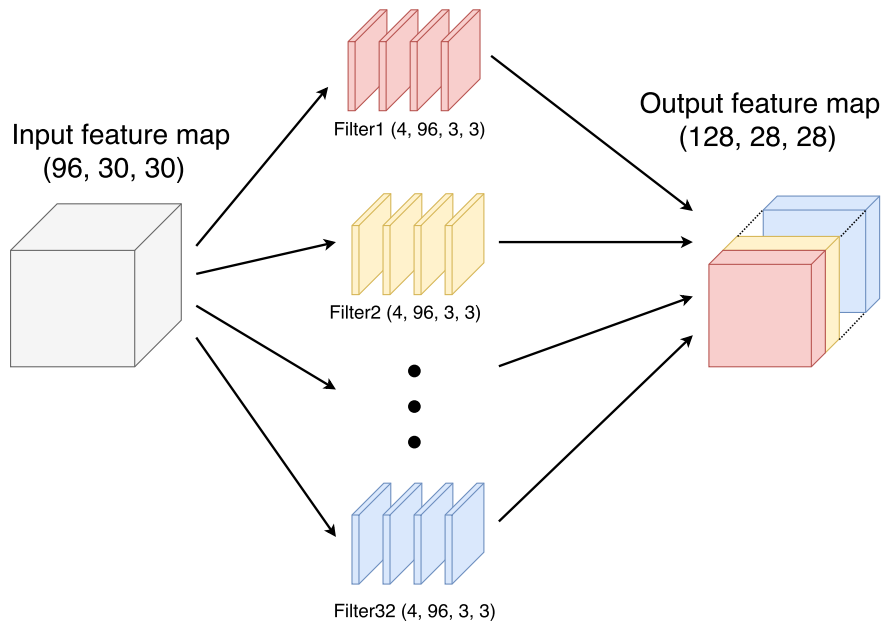 Input feature map
(96, 30, 30)
Filter1 (4, 96, 3, 3)
Filter2 (4, 96, 3, 3)
Filter32 (4, 96, 3, 3)
Output feature map
(128, 28, 28)